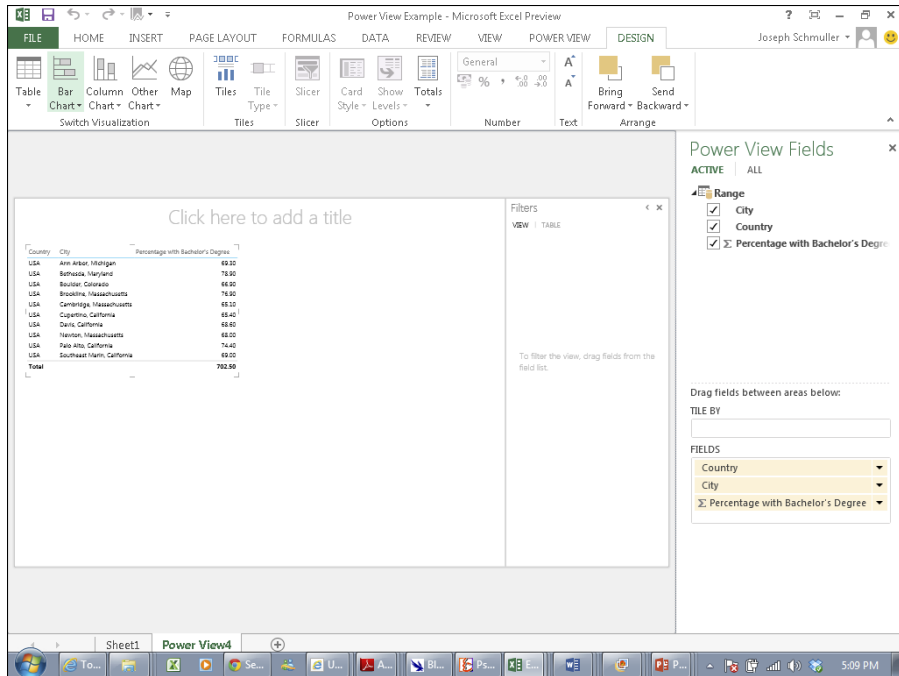 Power View Example - Microsoft Excel Preview
FILE HOME INSERT PAGE LAYOUT FORMULAS DATA REVIEW VIEW POWER VIEW DESIGN Joseph Schmuller
Table Bar Chart Column Chart Other Chart Map Tiles Tile Type Slicer Card Style Show Levels Totals General % , Bring Forward Send Backward
Switch Visualization Tiles Slicer Options Number Text Arrange
Power View Fields
ACTIVE ALL
Range
City
Country
Σ Percentage with Bachelor's Degre
Click here to add a title
Filters
VIEW TABLE
Country City Percentage with Bachelor's Degree
USA Ann Arbor, Michigan 69.30
USA Bethesda, Maryland 78.90
USA Boulder, Colorado 66.90
USA Brookline, Massachusetts 76.90
USA Cambridge, Massachusetts 65.10
USA Cupertino, California 65.40
USA Davis, California 68.60
USA Newton, Massachusetts 68.00
USA Palo Alto, California 74.40
USA Southeast Marin, California 69.00
Total 702.50
To filter the view, drag fields from the
field list.
Drag fields between areas below:
TILE BY
FIELDS
Country
City
Σ Percentage with Bachelor's Degree
Sheet1 Power View4
To... Se... U... A... Bl... Ps... E... P... 5:09 PM